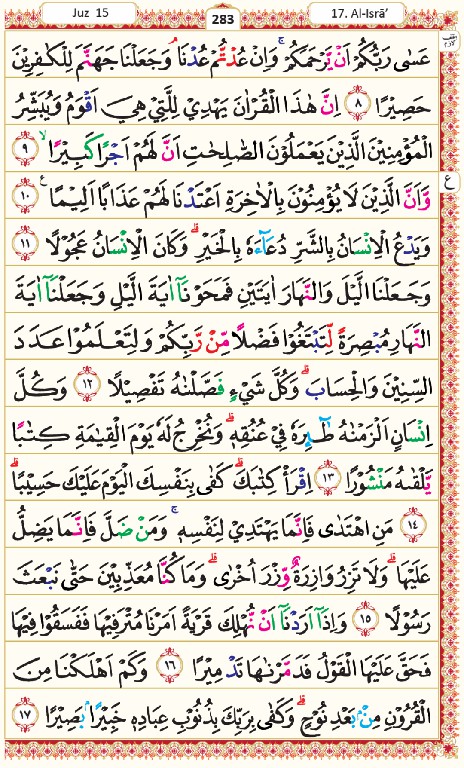 Juz 15
283
17. Al-Isrā’
عَسٰى رَبُّكُمْ اَنْ يَّرْحَمَكُمْۚ وَاِنْ عُدْتُّمْ عُدْنَاۘ وَجَعَلْنَا جَهَنَّمَ لِلْكٰفِرِيْنَ
حَصِيْرًا ۝٨ اِنَّ هٰذَا الْقُرْاٰنَ يَهْدِيْ لِلَّتِيْ هِيَ اَقْوَمُ وَيُبَشِّرُ
الْمُؤْمِنِيْنَ الَّذِيْنَ يَعْمَلُوْنَ الصّٰلِحٰتِ اَنَّ لَهُمْ اَجْرًا كَبِيْرًاۙ ۝٩
وَّاَنَّ الَّذِيْنَ لَا يُؤْمِنُوْنَ بِالْاٰخِرَةِ اَعْتَدْنَا لَهُمْ عَذَابًا اَلِيْمًا ࣖ ۝١٠
وَيَدْعُ الْاِنْسَانُ بِالشَّرِّ دُعَاۤءَهٗ بِالْخَيْرِۗ وَكَانَ الْاِنْسَانُ عَجُوْلًا ۝١١
وَجَعَلْنَا الَّيْلَ وَالنَّهَارَ اٰيَتَيْنِ فَمَحَوْنَآ اٰيَةَ الَّيْلِ وَجَعَلْنَآ اٰيَةَ
النَّهَارِ مُبْصِرَةً لِّتَبْتَغُوْا فَضْلًا مِّنْ رَّبِّكُمْ وَلِتَعْلَمُوْا عَدَدَ
السِّنِيْنَ وَالْحِسَابَۗ وَكُلَّ شَيْءٍ فَصَّلْنٰهُ تَفْصِيْلًا ۝١٢ وَكُلَّ
اِنْسَانٍ اَلْزَمْنٰهُ طٰۤىِٕرَهٗ فِيْ عُنُقِهٖۗ وَنُخْرِجُ لَهٗ يَوْمَ الْقِيٰمَةِ كِتٰبًا
يَّلْقٰىهُ مَنْشُوْرًا ۝١٣ اِقْرَأْ كِتٰبَكَۗ كَفٰى بِنَفْسِكَ الْيَوْمَ عَلَيْكَ حَسِيْبًاۗ
۝١٤ مَنِ اهْتَدٰى فَاِنَّمَا يَهْتَدِيْ لِنَفْسِهٖۚ وَمَنْ ضَلَّ فَاِنَّمَا يَضِلُّ
عَلَيْهَاۗ وَلَا تَزِرُ وَازِرَةٌ وِّزْرَ اُخْرٰىۗ وَمَا كُنَّا مُعَذِّبِيْنَ حَتّٰى نَبْعَثَ
رَسُوْلًا ۝١٥ وَاِذَآ اَرَدْنَآ اَنْ نُّهْلِكَ قَرْيَةً اَمَرْنَا مُتْرَفِيْهَا فَفَسَقُوْا فِيْهَا
فَحَقَّ عَلَيْهَا الْقَوْلُ فَدَمَّرْنٰهَا تَدْمِيْرًا ۝١٦ وَكَمْ اَهْلَكْنَا مِنَ
الْقُرُوْنِ مِنْۢ بَعْدِ نُوْحٍۗ وَكَفٰى بِرَبِّكَ بِذُنُوْبِ عِبَادِهٖ خَبِيْرًاۢ بَصِيْرًا ۝١٧
ع